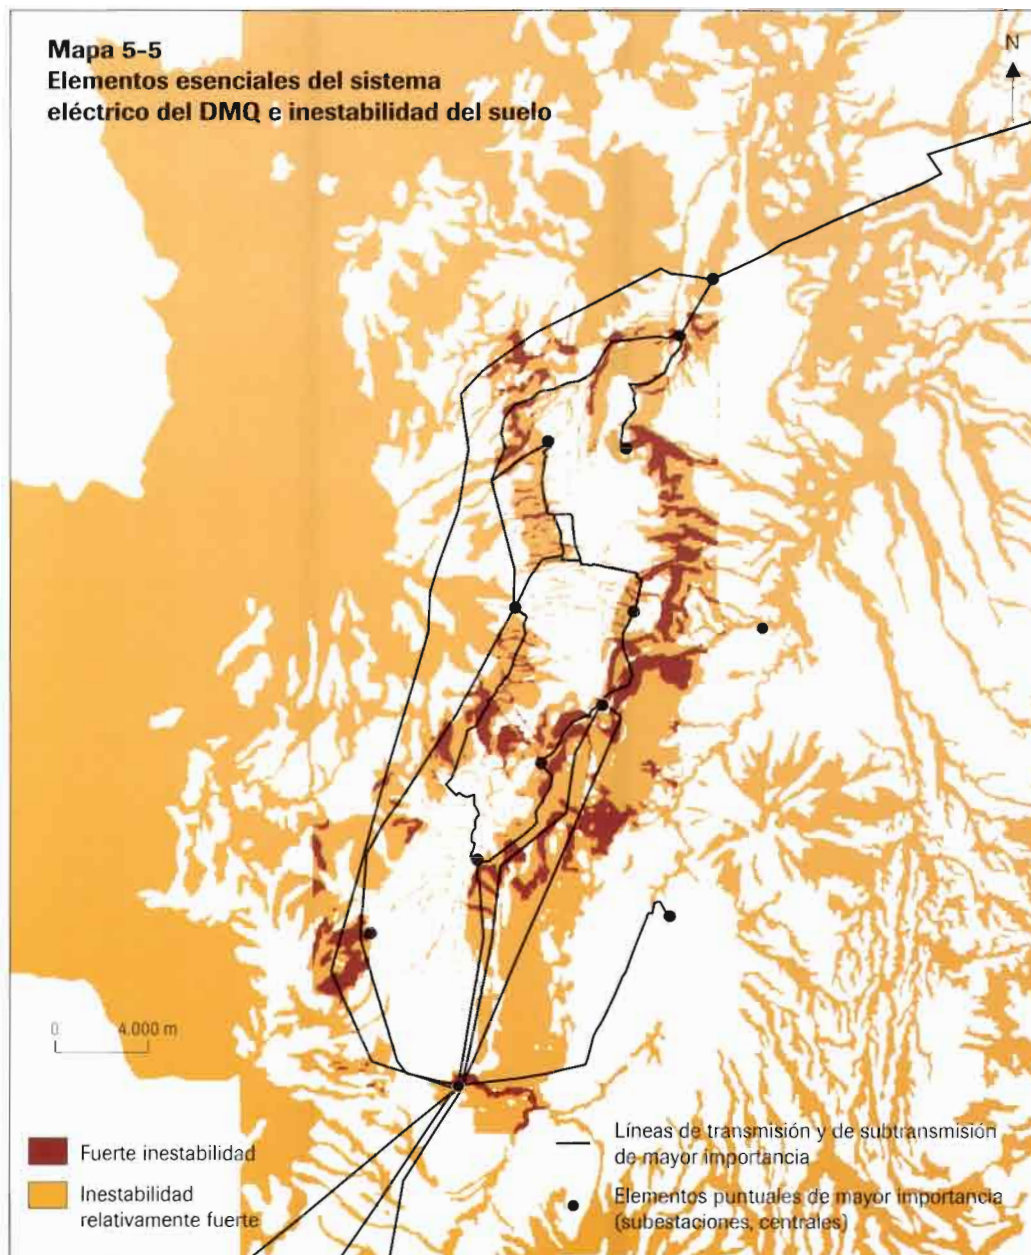 Mapa 5-5
Elementos esenciales del sistema
eléctrico del DMQ e inestabilidad del suelo
N
0 4.000 m
Fuerte inestabilidad
Inestabilidad
relativamente fuerte
Líneas de transmisión y de subtransmisión
de mayor importancia
Elementos puntuales de mayor importancia
(subestaciones, centrales)